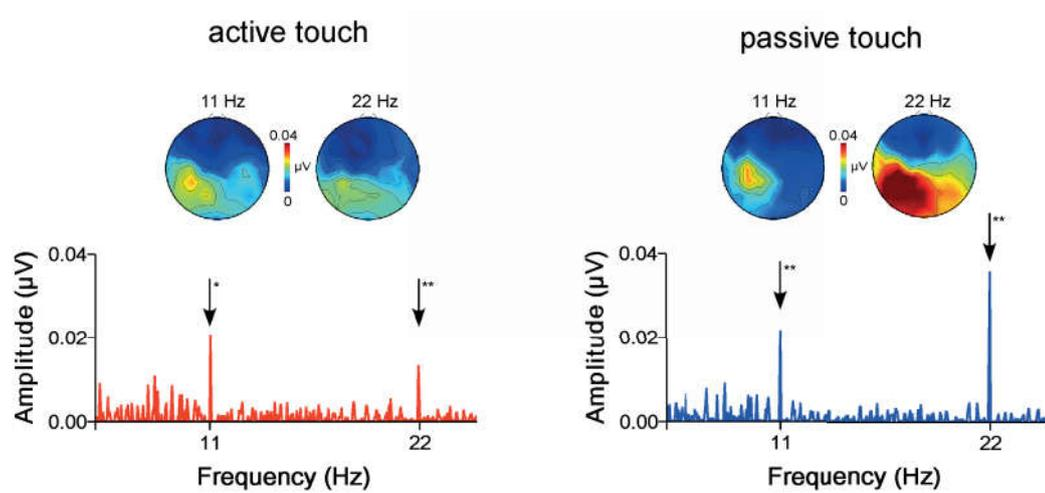 active touch
11 Hz 22 Hz
0.04
µV
0
0.04
Amplitude (µV)
0.02
0.00
* **
11 22
Frequency (Hz)
passive touch
11 Hz 22 Hz
0.04
µV
0
0.04
Amplitude (µV)
0.02
0.00
** **
11 22
Frequency (Hz)